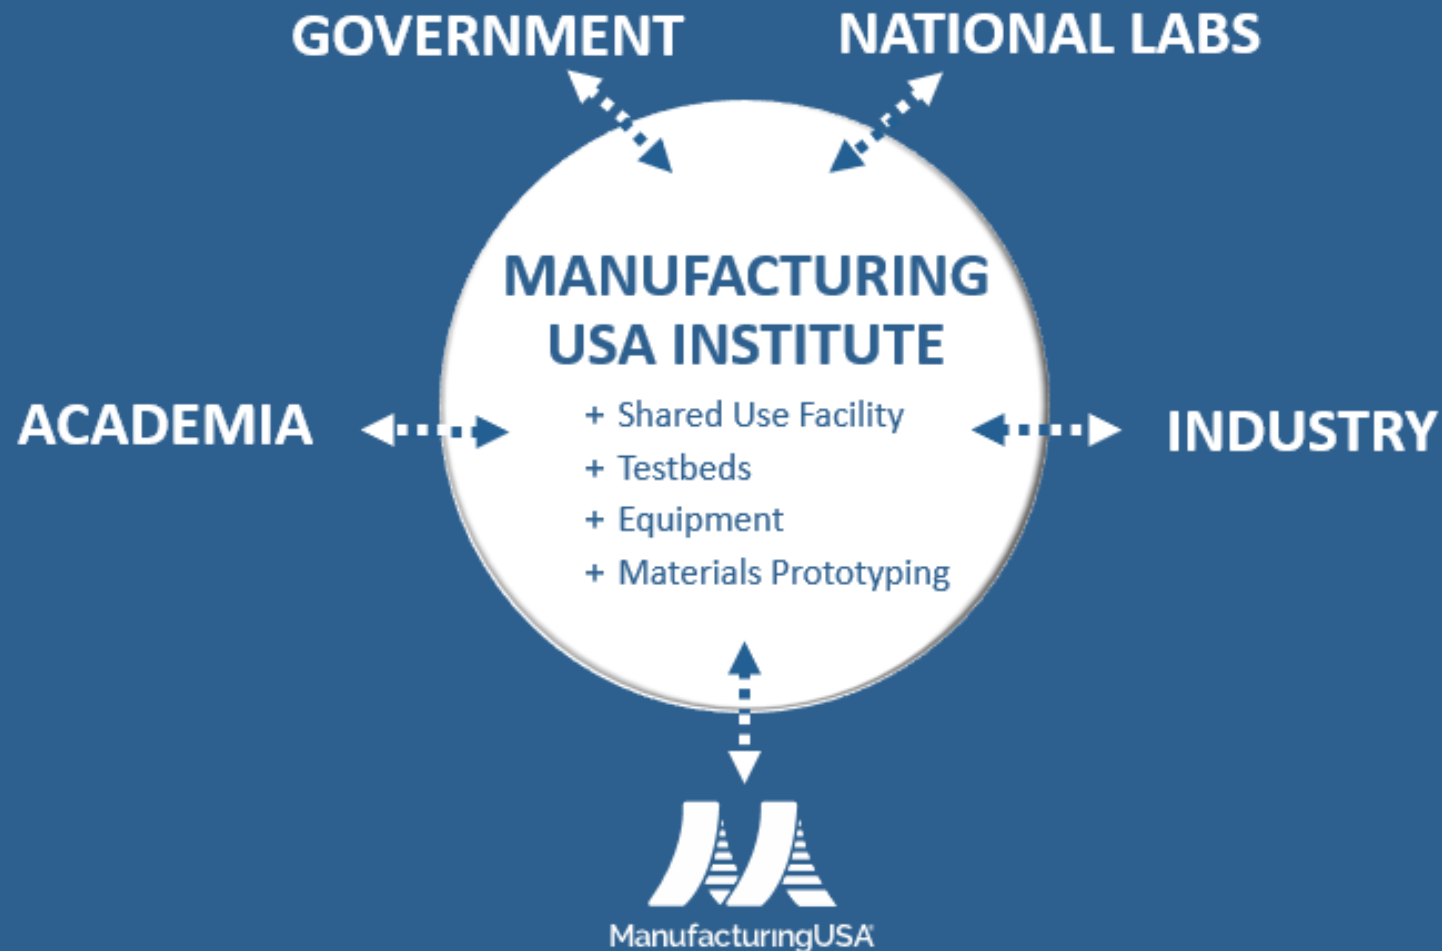 GOVERNMENT
NATIONAL LABS
MANUFACTURING
USA INSTITUTE
+ Shared Use Facility
+ Testbeds
+ Equipment
+ Materials Prototyping
ACADEMIA
INDUSTRY
ManufacturingUSA